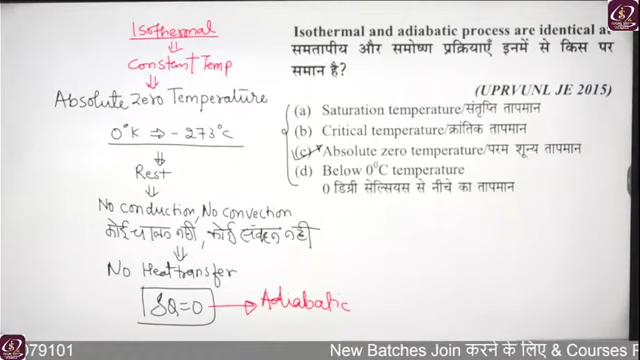 Isothermal
Constant Temp
Absolute Zero Temperature
0°K ⇒ - 273°C
Rest
No conduction, No Convection
कोई चालन नहीं, कोई संवहन नहीं
No Heat transfer
δQ=0 → Adiabatic
Isothermal and adiabatic process are identical at
समतापीय और समोष्ण प्रक्रियाएँ इनमें से किस पर
समान है?
(UPRVUNL JE 2015)
(a) Saturation temperature/संतृप्ति तापमान
(b) Critical temperature/क्रांतिक तापमान
(c) Absolute zero temperature/परम शून्य तापमान
(d) Below 0°C temperature
0 डिग्री सेल्सियस से नीचे का तापमान
079101
New Batches Join करने के लिए & Courses P